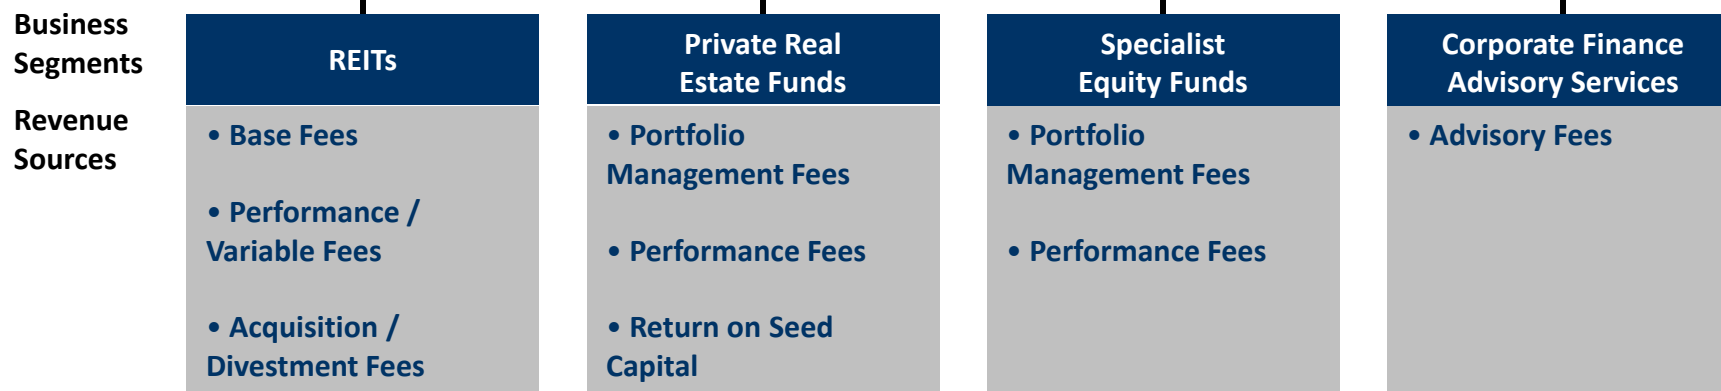 Business
Segments
REITs
Private Real
Estate Funds
Specialist
Equity Funds
Corporate Finance
Advisory Services
Revenue
Sources
• Base Fees
• Performance /
Variable Fees
• Acquisition /
Divestment Fees
• Portfolio
Management Fees
• Performance Fees
• Return on Seed
Capital
• Portfolio
Management Fees
• Performance Fees
• Advisory Fees